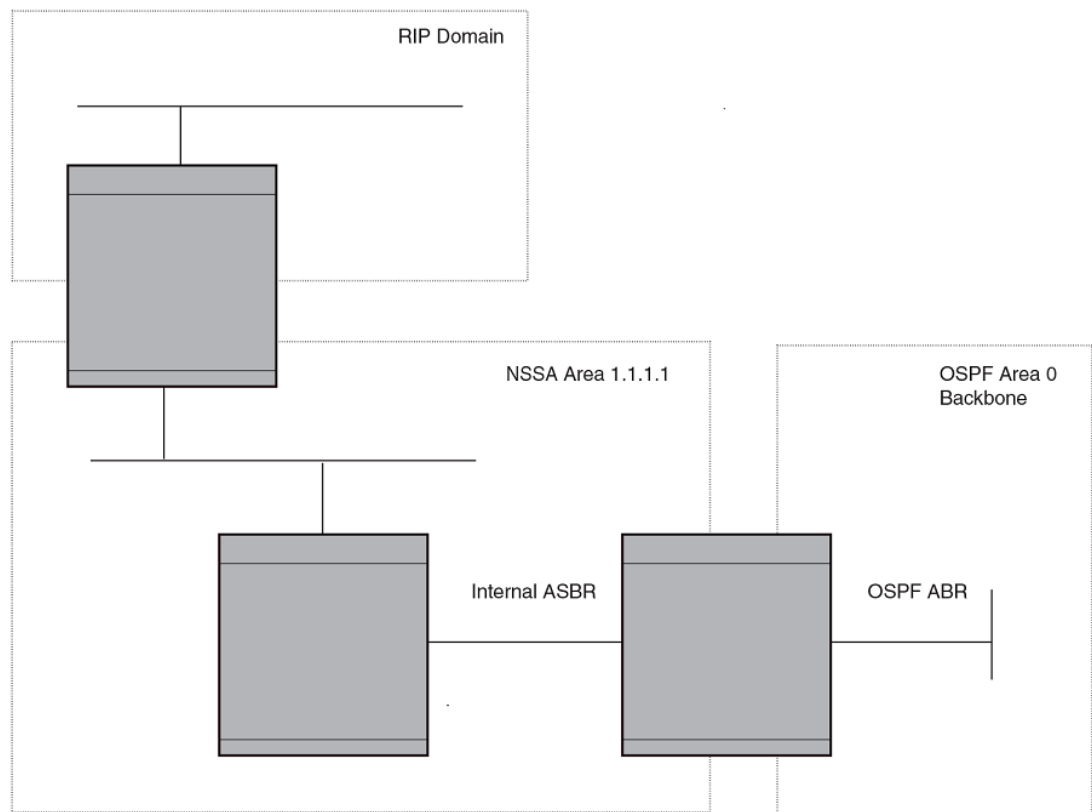 RIP Domain
NSSA Area 1.1.1.1
OSPF Area 0
Backbone
Internal ASBR
OSPF ABR